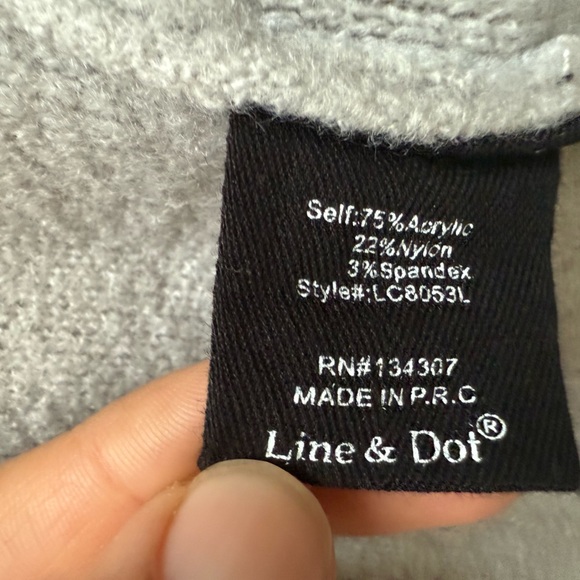 Self:75%Acrylic
22%Nylon
3%Spandex
Style#:LC8053L
RN#134307
MADE IN P.R.C
Line & Dot®